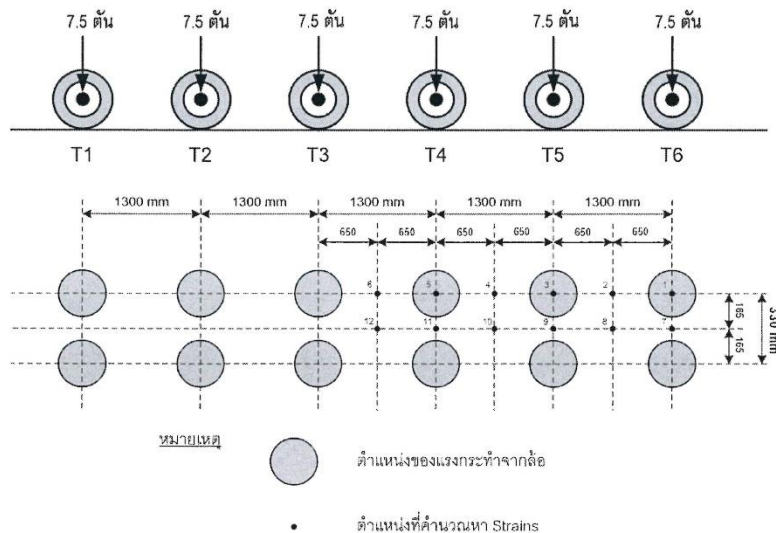 7.5 ตัน 7.5 ตัน 7.5 ตัน 7.5 ตัน 7.5 ตัน 7.5 ตัน
T1 T2 T3 T4 T5 T6
1300 mm 1300 mm 1300 mm 1300 mm 1300 mm
650 650 650 650 650 650
6 5 4 3 2 1
12 11 10 9 8 7
165
165
330 mm
หมายเหตุ
ตำแหน่งของแรงกระทำจากล้อ
ตำแหน่งที่คำนวณหา Strains